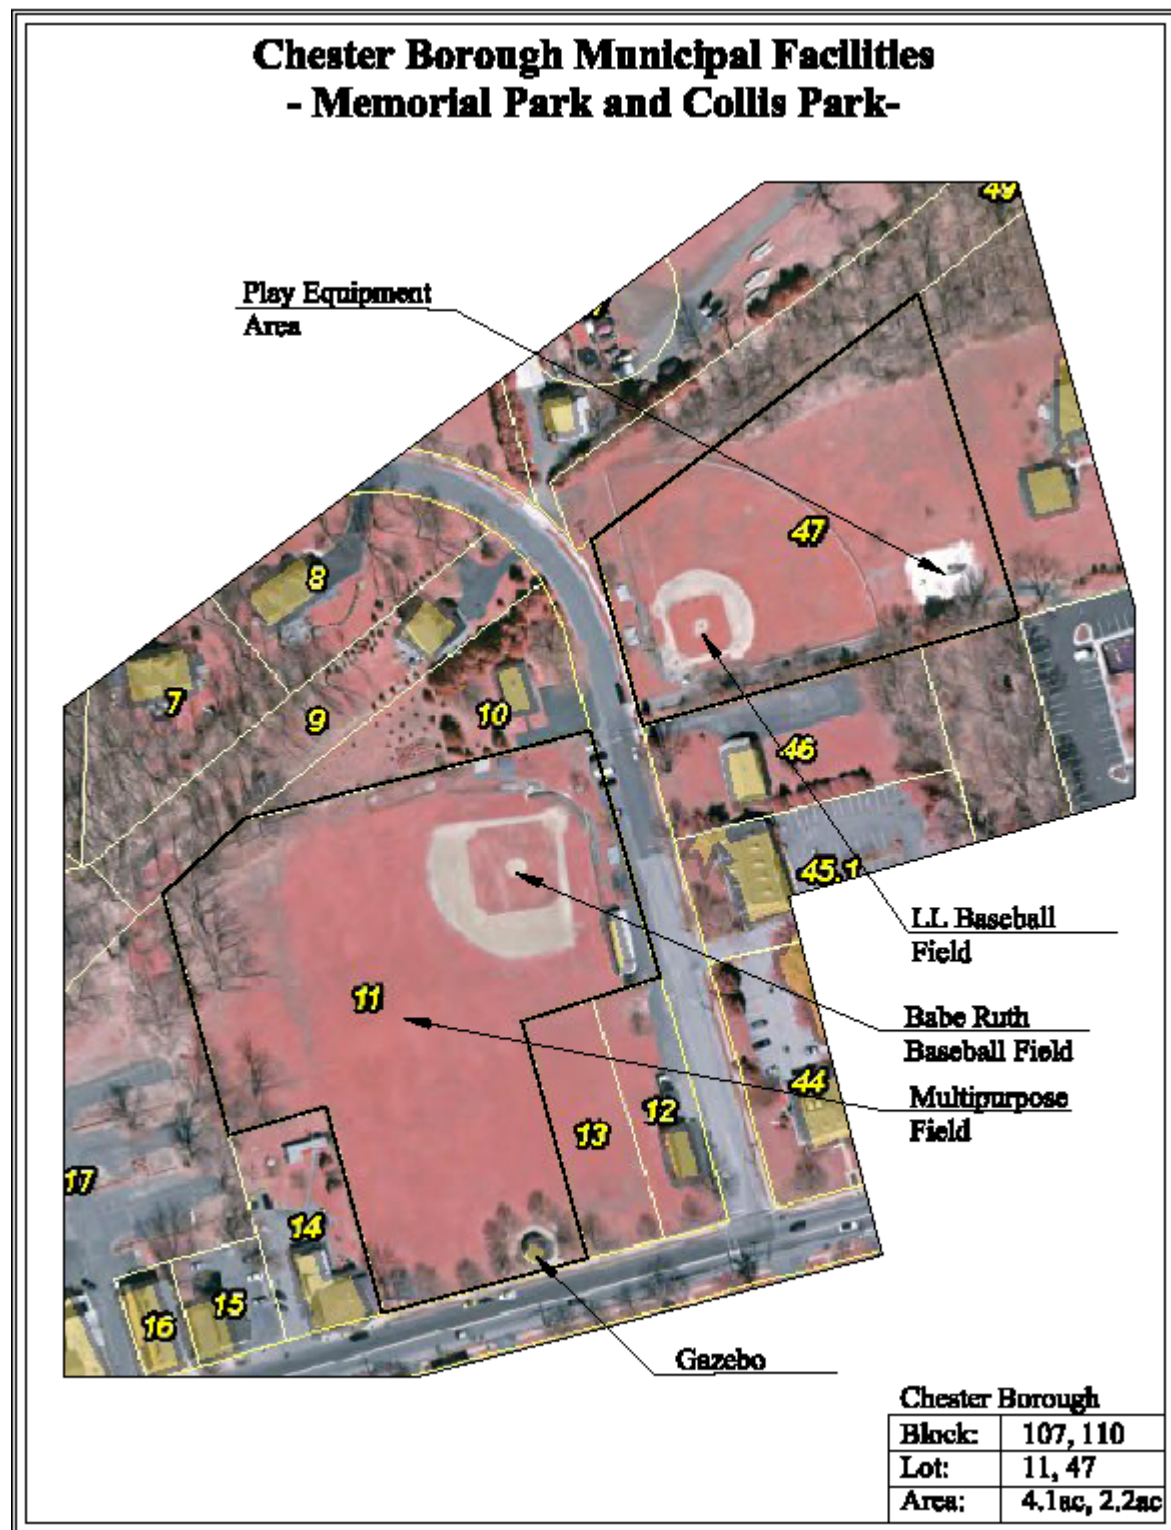 Chester Borough Municipal Facilities
- Memorial Park and Collis Park-
49
Play Equipment
Area
47
8
7
9
10
46
45.1
LL Baseball
Field
11
Babe Ruth
Baseball Field
44
Multipurpose
Field
12
13
17
14
15
16
Gazebo
Chester Borough
Block: 107, 110
Lot: 11, 47
Area: 4.1ac, 2.2ac